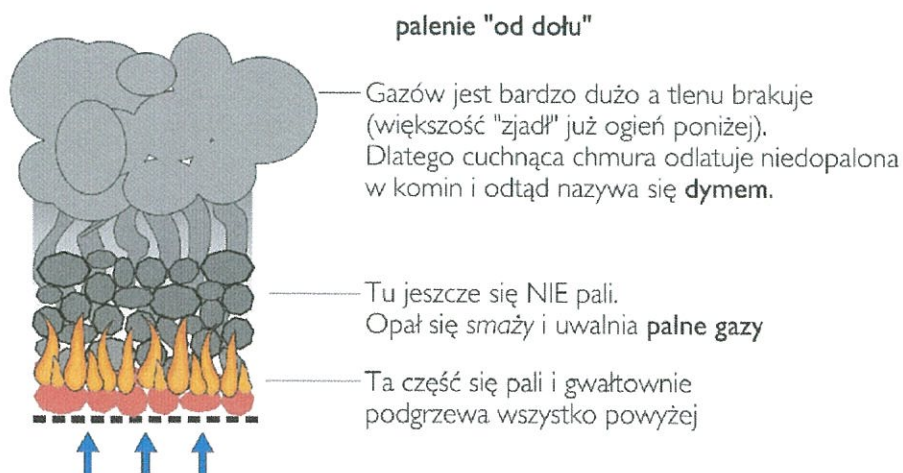 palenie "od dołu"
Gazów jest bardzo dużo a tlenu brakuje
(większość "zjadł" już ogień poniżej).
Dlatego cuchnąca chmura odlatuje niedopalona
w komin i odtąd nazywa się dymem.
Tu jeszcze się NIE pali.
Opał się smaży i uwalnia palne gazy
Ta część się pali i gwałtownie
podgrzewa wszystko powyżej